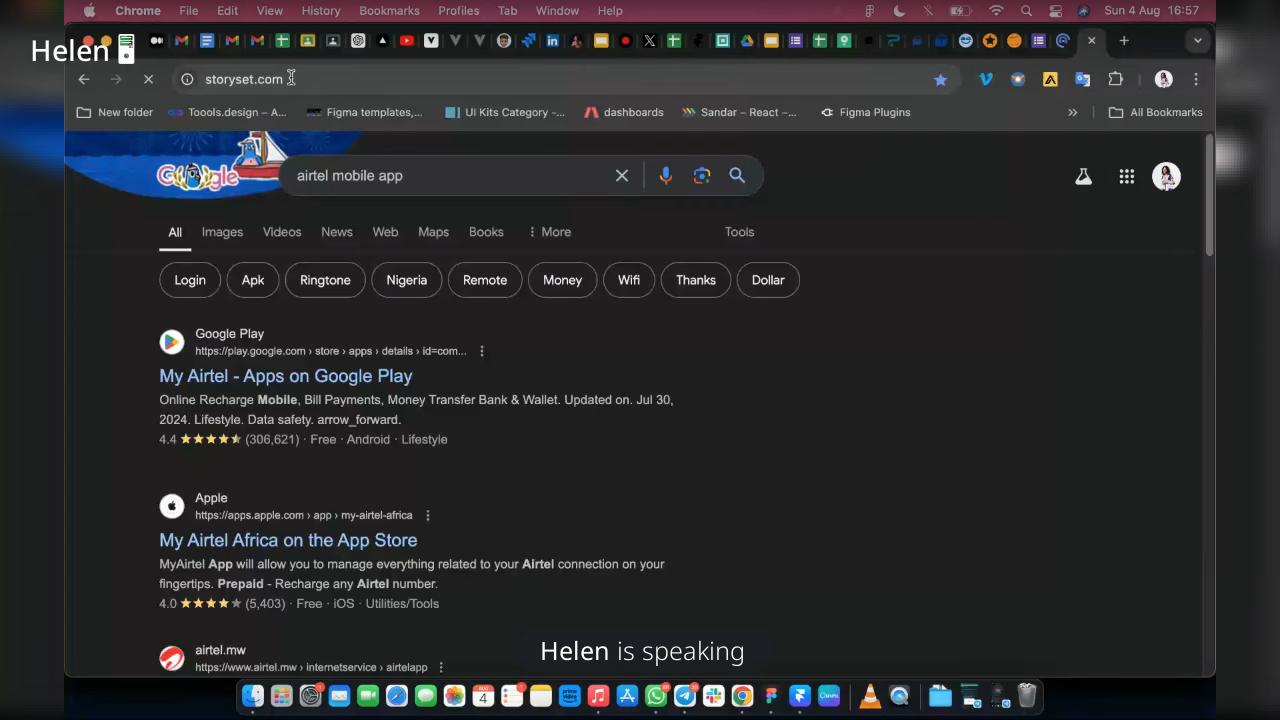 Chrome File Edit View History Bookmarks Profiles Tab Window Help Sun 4 Aug 16:57
Helen
storyset.com
New folder Toools.design – A... Figma templates,... UI Kits Category -... dashboards Sandar – React –... Figma Plugins » All Bookmarks
Google airtel mobile app
All Images Videos News Web Maps Books More Tools
Login Apk Ringtone Nigeria Remote Money Wifi Thanks Dollar
Google Play
https://play.google.com › store › apps › details › id=com...
My Airtel - Apps on Google Play
Online Recharge Mobile, Bill Payments, Money Transfer Bank & Wallet. Updated on. Jul 30,
2024. Lifestyle. Data safety. arrow_forward.
4.4 ★★★★★ (306,621) · Free · Android · Lifestyle
Apple
https://apps.apple.com › app › my-airtel-africa
My Airtel Africa on the App Store
MyAirtel App will allow you to manage everything related to your Airtel connection on your
fingertips. Prepaid - Recharge any Airtel number.
4.0 ★★★★★ (5,403) · Free · iOS · Utilities/Tools
airtel.mw
https://www.airtel.mw › internetservice › airtelapp
Helen is speaking